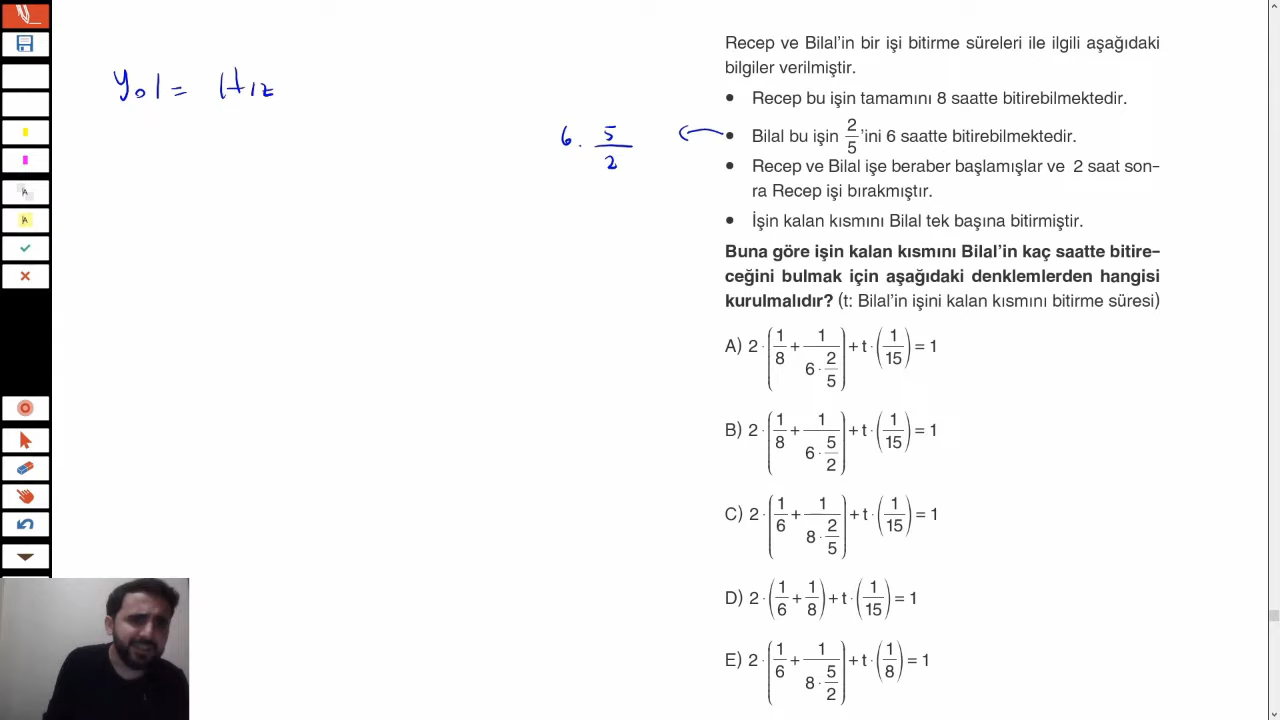 Yol = Hız
6 . 5/2
Recep ve Bilal’in bir işi bitirme süreleri ile ilgili aşağıdaki
bilgiler verilmiştir.
• Recep bu işin tamamını 8 saatte bitirebilmektedir.
• Bilal bu işin 2/5 ’ini 6 saatte bitirebilmektedir.
• Recep ve Bilal işe beraber başlamışlar ve 2 saat son-
ra Recep işi bırakmıştır.
• İşin kalan kısmını Bilal tek başına bitirmiştir.
Buna göre işin kalan kısmını Bilal’in kaç saatte bitire-
ceğini bulmak için aşağıdaki denklemlerden hangisi
kurulmalıdır? (t: Bilal’in işini kalan kısmını bitirme süresi)
A) 2 · (1/8 + 1/(6 · 2/5)) + t · (1/15) = 1
B) 2 · (1/8 + 1/(6 · 5/2)) + t · (1/15) = 1
C) 2 · (1/6 + 1/(8 · 2/5)) + t · (1/15) = 1
D) 2 · (1/6 + 1/8) + t · (1/15) = 1
E) 2 · (1/6 + 1/(8 · 5/2)) + t · (1/8) = 1